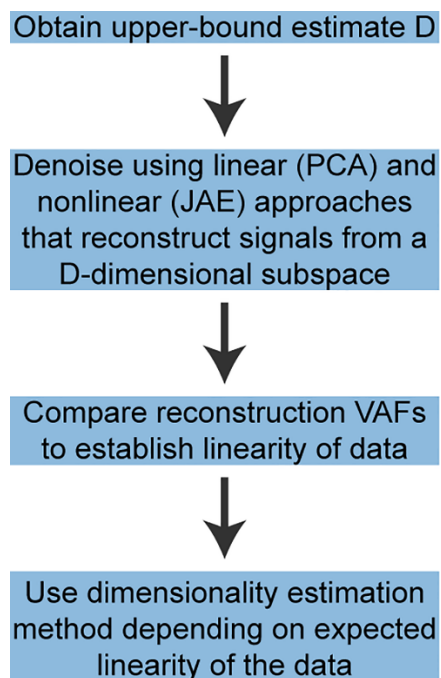 Obtain upper-bound estimate D
Denoise using linear (PCA) and
nonlinear (JAE) approaches
that reconstruct signals from a
D-dimensional subspace
Compare reconstruction VAFs
to establish linearity of data
Use dimensionality estimation
method depending on expected
linearity of the data